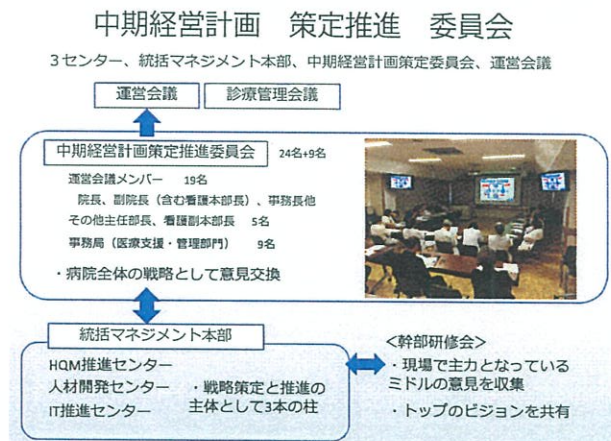 中期経営計画 策定推進 委員会
3センター、統括マネジメント本部、中期経営計画策定委員会、運営会議
運営会議
診療管理会議
中期経営計画策定推進委員会 24名+9名
運営会議メンバー 19名
院長、副院長（含む看護本部長）、事務長他
その他主任部長、看護副本部長 5名
事務局（医療支援・管理部門） 9名
・病院全体の戦略として意見交換
統括マネジメント本部
HQM推進センター
人材開発センター
IT推進センター
・戦略策定と推進の
主体として3本の柱
<幹部研修会>
・現場で主力となっている
ミドルの意見を収集
・トップのビジョンを共有